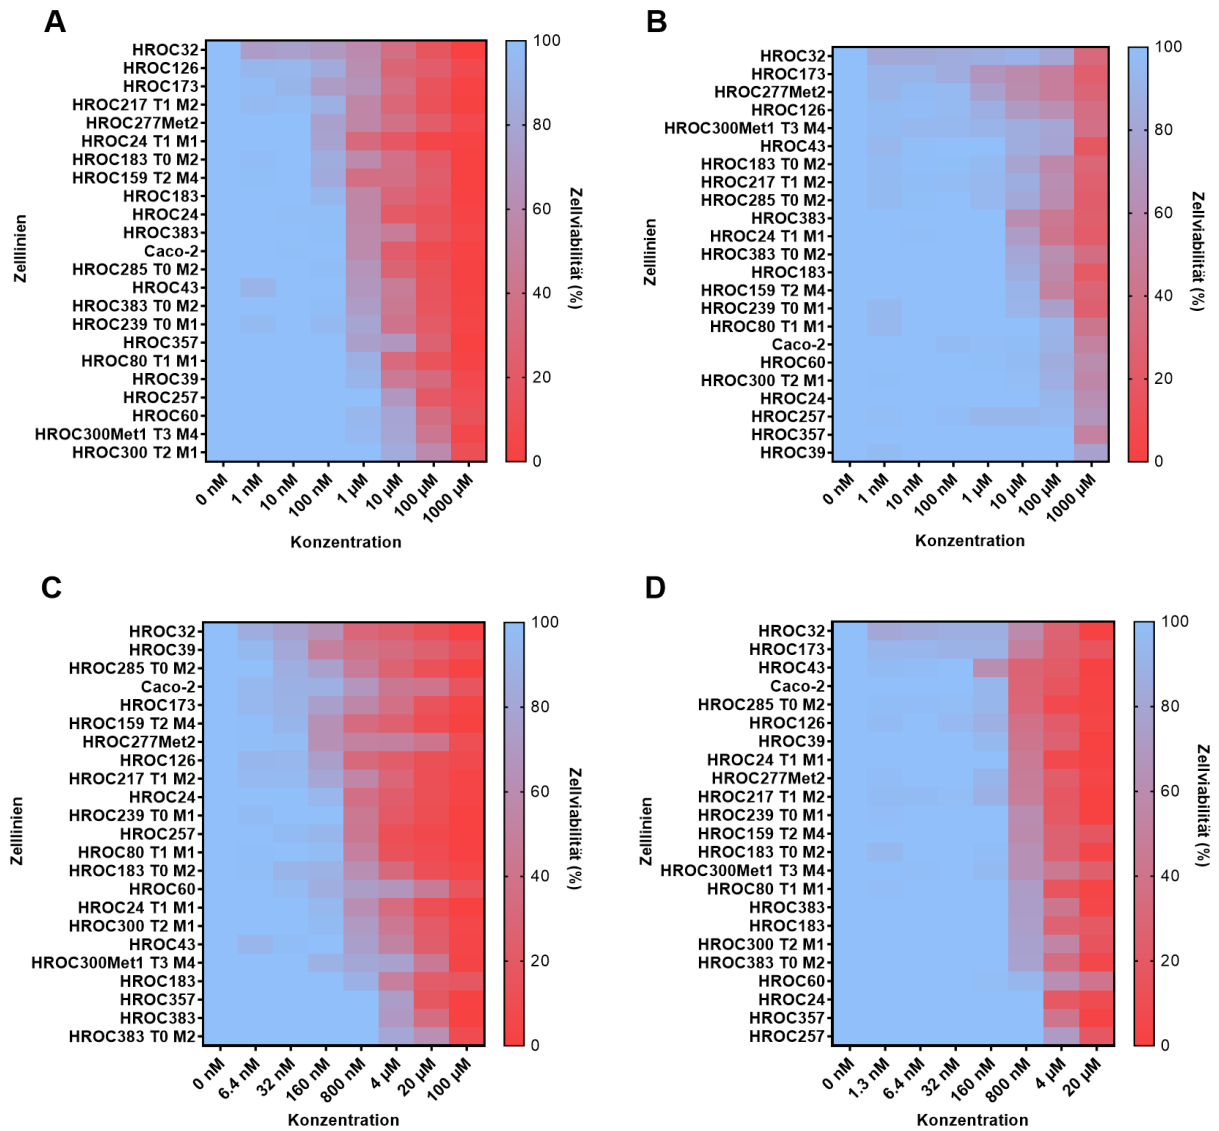 A
HROC32
HROC126
HROC173
HROC217 T1 M2
HROC277Met2
HROC24 T1 M1
HROC183 T0 M2
HROC159 T2 M4
HROC183
HROC24
HROC383
Caco-2
HROC285 T0 M2
HROC43
HROC383 T0 M2
HROC239 T0 M1
HROC357
HROC80 T1 M1
HROC39
HROC257
HROC60
HROC300Met1 T3 M4
HROC300 T2 M1
Zelllinien
0 nM
1 nM
10 nM
100 nM
1 µM
10 µM
100 µM
1000 µM
Konzentration
100
80
60
40
20
0
Zellviabilität (%)
B
HROC32
HROC173
HROC277Met2
HROC126
HROC300Met1 T3 M4
HROC43
HROC183 T0 M2
HROC217 T1 M2
HROC285 T0 M2
HROC383
HROC24 T1 M1
HROC383 T0 M2
HROC183
HROC159 T2 M4
HROC239 T0 M1
HROC80 T1 M1
Caco-2
HROC60
HROC300 T2 M1
HROC24
HROC257
HROC357
HROC39
Zelllinien
0 nM
1 nM
10 nM
100 nM
1 µM
10 µM
100 µM
1000 µM
Konzentration
100
80
60
40
20
0
Zellviabilität (%)
C
HROC32
HROC39
HROC285 T0 M2
Caco-2
HROC173
HROC159 T2 M4
HROC277Met2
HROC126
HROC217 T1 M2
HROC24
HROC239 T0 M1
HROC257
HROC80 T1 M1
HROC183 T0 M2
HROC60
HROC24 T1 M1
HROC300 T2 M1
HROC43
HROC300Met1 T3 M4
HROC183
HROC357
HROC383
HROC383 T0 M2
Zelllinien
0 nM
6.4 nM
32 nM
160 nM
800 nM
4 µM
20 µM
100 µM
Konzentration
100
80
60
40
20
0
Zellviabilität (%)
D
HROC32
HROC173
HROC43
Caco-2
HROC285 T0 M2
HROC126
HROC39
HROC24 T1 M1
HROC277Met2
HROC217 T1 M2
HROC239 T0 M1
HROC159 T2 M4
HROC183 T0 M2
HROC300Met1 T3 M4
HROC80 T1 M1
HROC383
HROC183
HROC300 T2 M1
HROC383 T0 M2
HROC60
HROC24
HROC357
HROC257
Zelllinien
0 nM
1.3 nM
6.4 nM
32 nM
160 nM
800 nM
4 µM
20 µM
Konzentration
100
80
60
40
20
0
Zellviabilität (%)